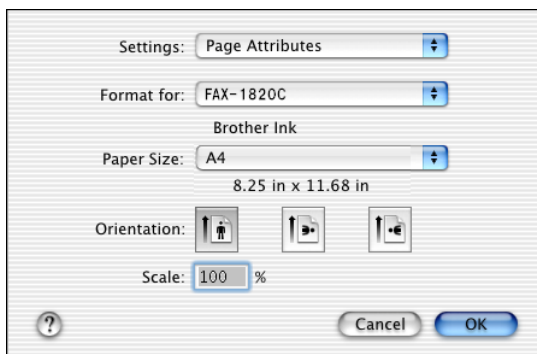 Settings: Page Attributes
Format for: FAX-1820C
Brother Ink
Paper Size: A4
8.25 in x 11.68 in
Orientation:
Scale: 100 %
? Cancel OK